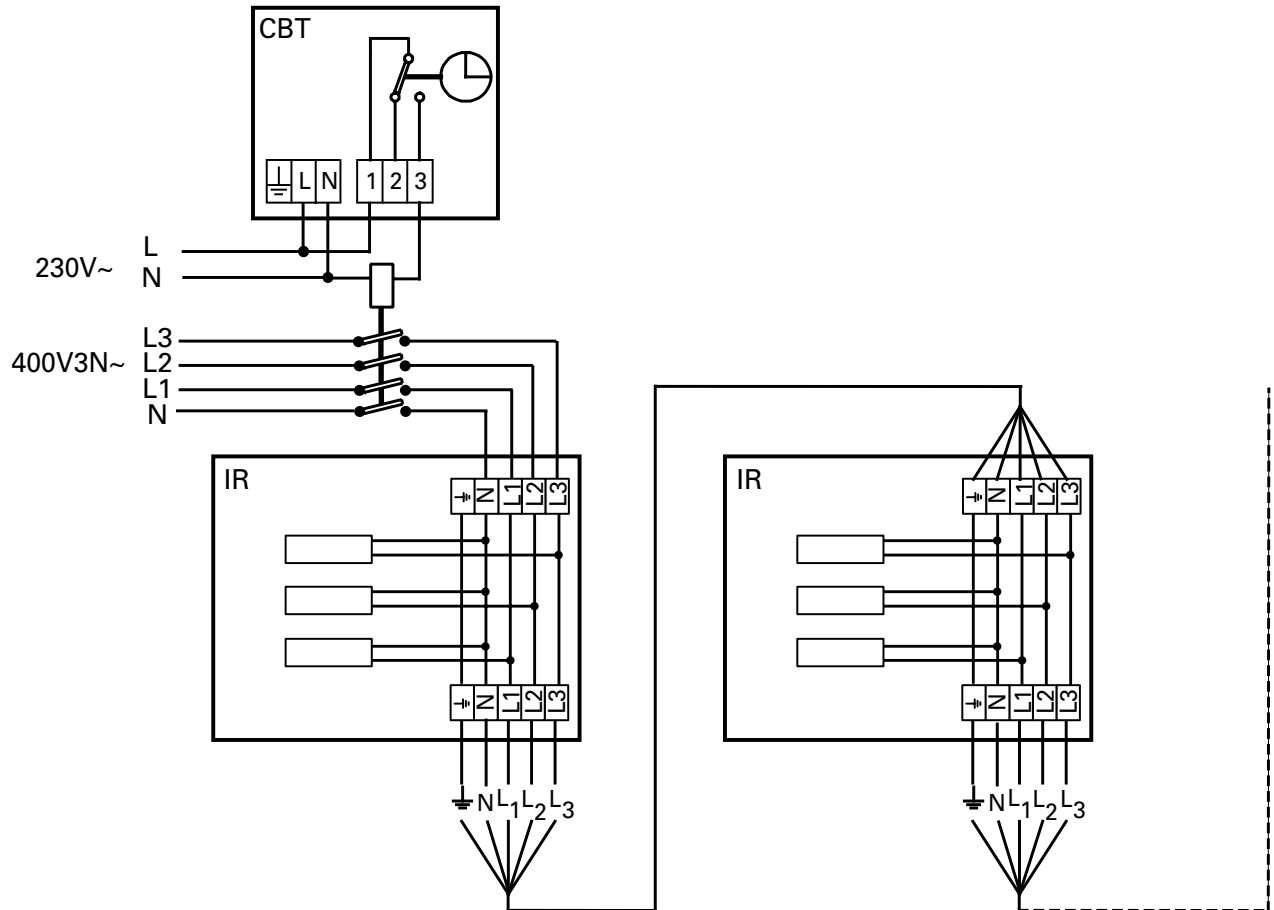 CBT
L N 1 2 3
L
230V~
N
L3
400V3N~ L2
L1
N
IR
N L1 L2 L3
N L1 L2 L3
N L1 L2 L3
IR
N L1 L2 L3
N L1 L2 L3
N L1 L2 L3